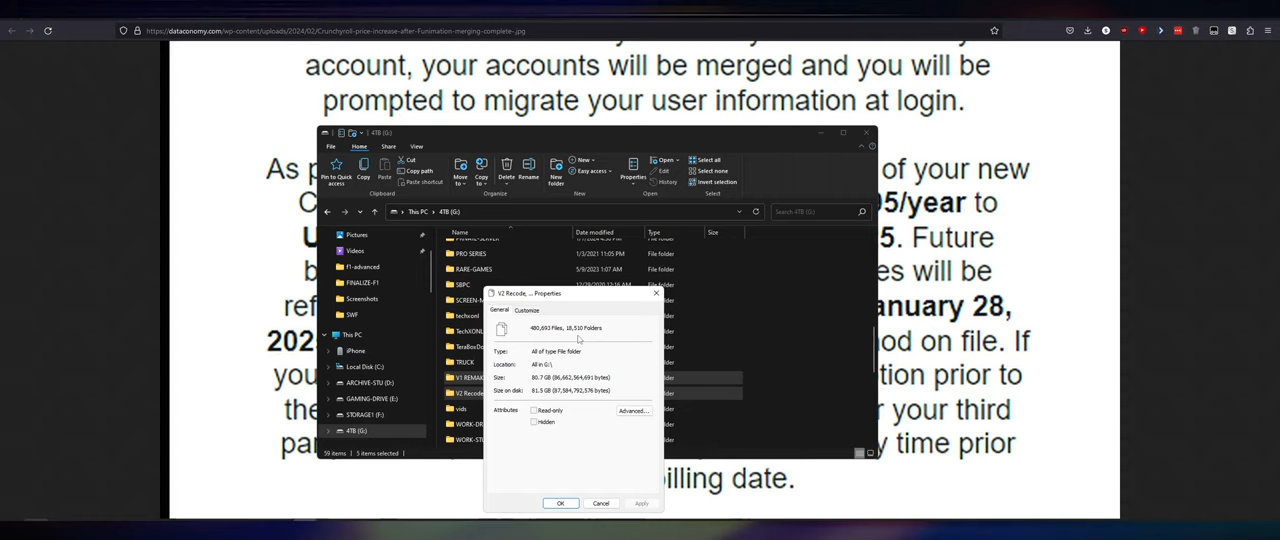 https://dataconomy.com/wp-content/uploads/2024/02/Crunchyroll-price-increase-after-Funimation-merging-complete-.jpg
account, your accounts will be merged and you will be
prompted to migrate your user information at login.
As
of your new
/year to
5. Future
es will be
anuary 28,
od on file. If
tion prior to
r your third
y time prior
illing date.
4TB (G:)
File
Home
Share
View
Pin to Quick access
Copy
Paste
Cut
Copy path
Paste shortcut
Clipboard
Move to
Copy to
Delete
Rename
Organize
New folder
New
Easy access
New
Properties
Open
Edit
History
Open
Select all
Select none
Invert selection
Select
This PC
4TB (G:)
Search 4TB (G:)
Name
Date modified
Type
Size
Pictures
Videos
f1-advanced
FINALIZE-F1
Screenshots
SWF
This PC
iPhone
Local Disk (C:)
ARCHIVE-STU (D:)
GAMING-DRIVE (E:)
STORAGE1 (F:)
4TB (G:)
PRO SERIES 1/3/2021 11:05 PM File folder
RARE-GAMES 5/9/2023 1:07 AM File folder
SBPC 12/29/2020 12:16 AM File folder
SCREEN-M
techxonl
TechXONL
TeraBoxDo
TRUCK
V1 REMAK
V2 Recode
vids
WORK-DR
WORK-STU
59 items
5 items selected
V2 Recode, ... Properties
General
Customize
480,693 Files, 18,510 Folders
Type: All of type File folder
Location: All in G:\
Size: 80.7 GB (86,662,564,691 bytes)
Size on disk: 81.5 GB (87,584,792,576 bytes)
Attributes
Read-only
Hidden
Advanced...
OK
Cancel
Apply